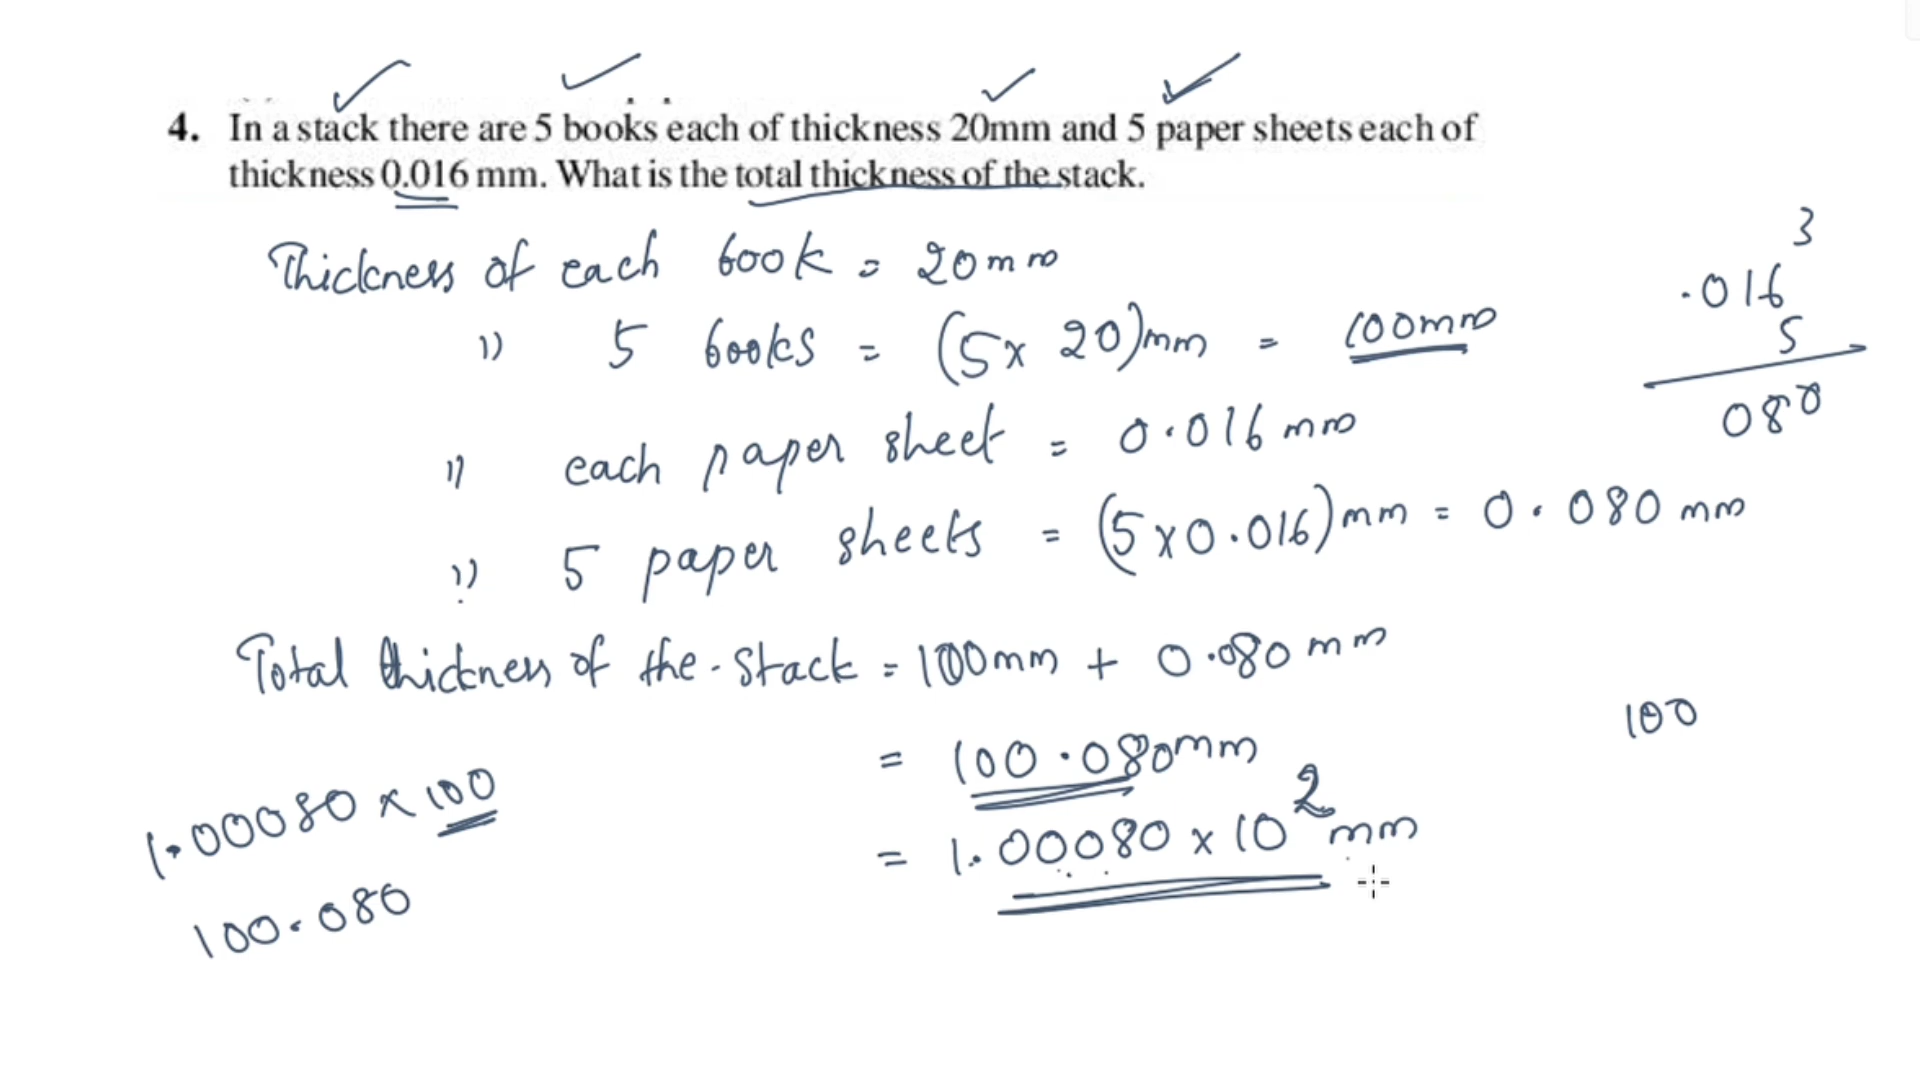 4. In a stack there are 5 books each of thickness 20mm and 5 paper sheets each of
thickness 0.016 mm. What is the total thickness of the stack.
Thickness of each book = 20mm
1) 5 books = (5x 20)mm = 100mm
11 each paper sheet = 0.016 mm
)) 5 paper sheets = (5x0.016)mm = 0.080 mm
3
.016
5
080
Total thickness of the stack = 100mm + 0.080 mm
= 100.080mm
100
= 1.00080 x 10² mm
1.00080 x 100
100.080